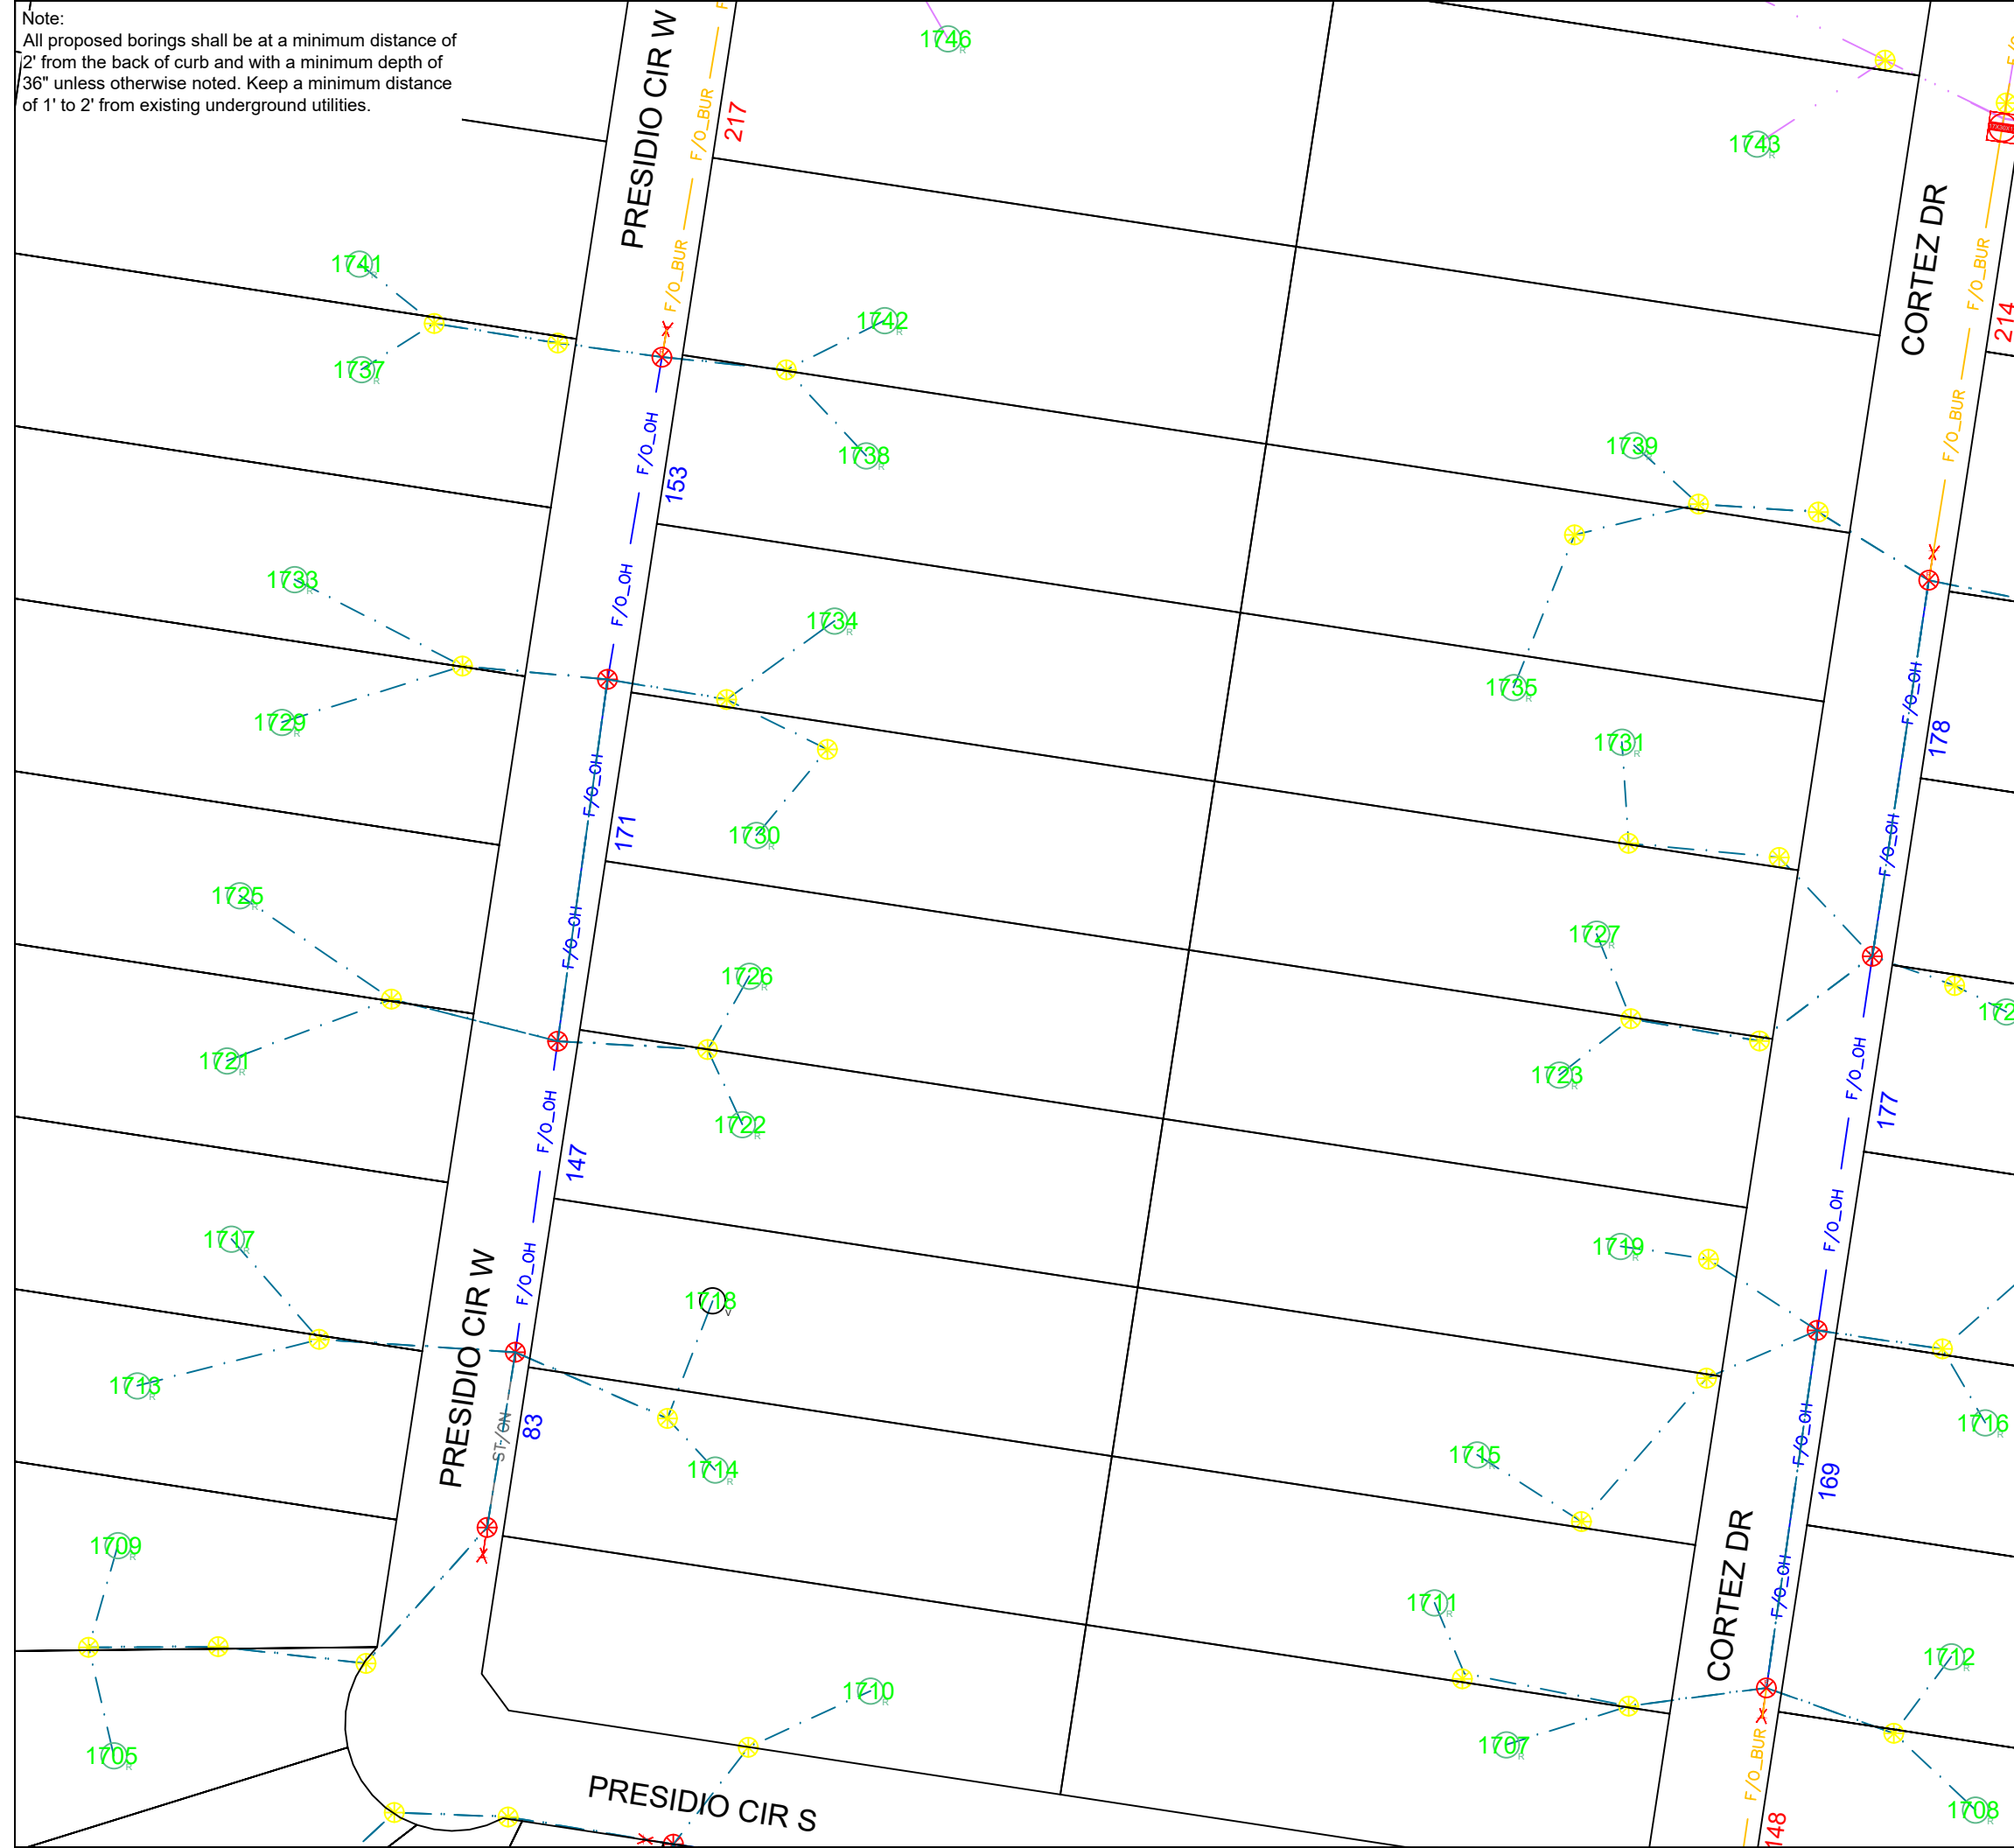 Note:
All proposed borings shall be at a minimum distance of
2' from the back of curb and with a minimum depth of
36" unless otherwise noted. Keep a minimum distance
of 1' to 2' from existing underground utilities.
PRESIDIO CIR W
F/O_BUR
217
F/O_BUR
1746
R
1743
R
CORTEZ DR
F/O_BUR
214
F/O_BUR
1741
R
1737
R
1742
R
1738
R
F/O_OH
153
F/O_OH
1739
R
1735
R
1733
R
1729
R
1734
R
1730
R
F/O_OH
171
F/O_OH
1731
R
F/O_OH
178
F/O_OH
1725
R
1721
R
1726
R
1722
R
1727
R
1723
R
172
F/O_OH
147
F/O_OH
F/O_OH
177
F/O_OH
1717
R
1713
R
PRESIDIO CIR W
1718
V
1714
R
ST/ON
83
1719
R
1715
R
1716
R
F/O_OH
169
F/O_OH
CORTEZ DR
1709
R
1705
R
1710
R
1711
R
1707
R
1712
R
1708
R
F/O_BUR
148
PRESIDIO CIR S